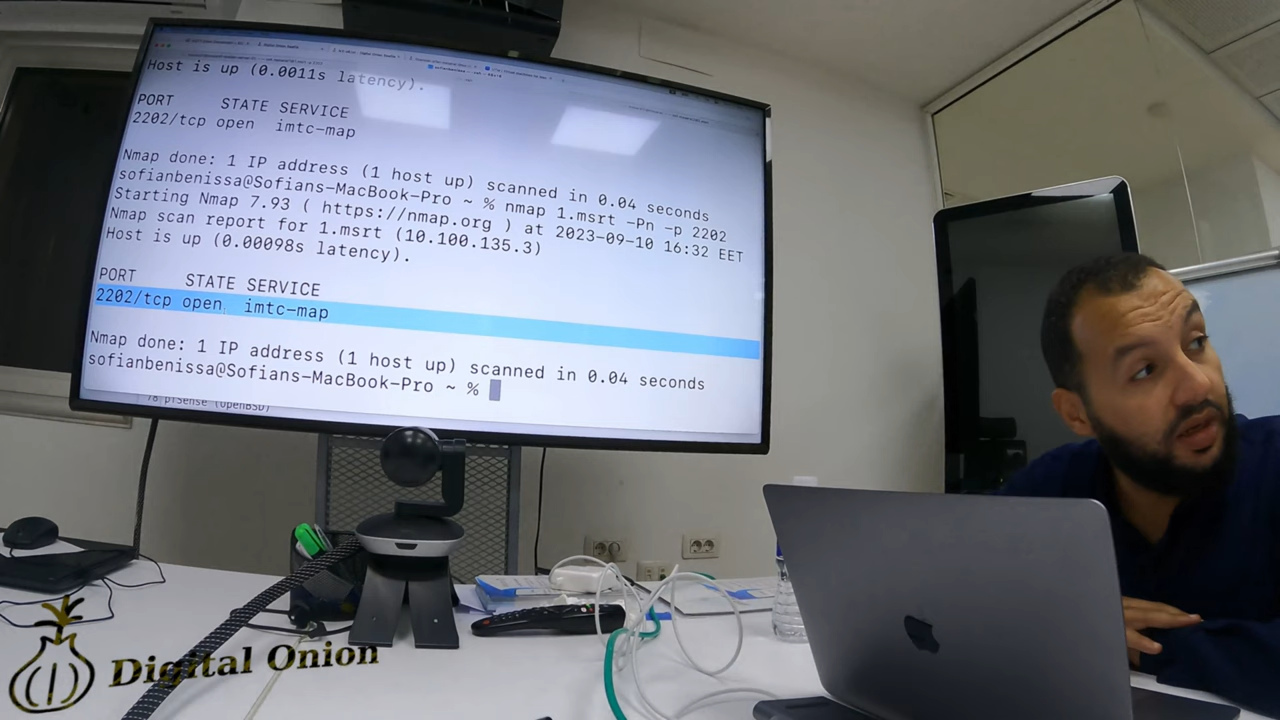 Host is up (0.0011s latency).
PORT STATE SERVICE
2202/tcp open imtc-map
Nmap done: 1 IP address (1 host up) scanned in 0.04 seconds
sofianbenissa@Sofians-MacBook-Pro ~ % nmap 1.msrt -Pn -p 2202
Starting Nmap 7.93 ( https://nmap.org ) at 2023-09-10 16:32 EET
Nmap scan report for 1.msrt (10.100.135.3)
Host is up (0.00098s latency).
PORT STATE SERVICE
2202/tcp open imtc-map
Nmap done: 1 IP address (1 host up) scanned in 0.04 seconds
sofianbenissa@Sofians-MacBook-Pro ~ %
78 pfSense (OpenBSD)
Digital Onion